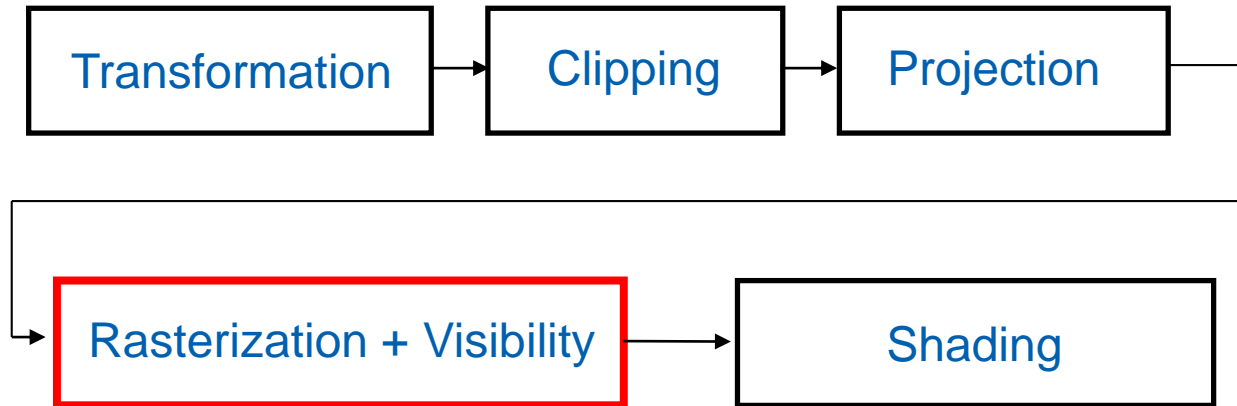 Transformation
Clipping
Projection
Rasterization + Visibility
Shading